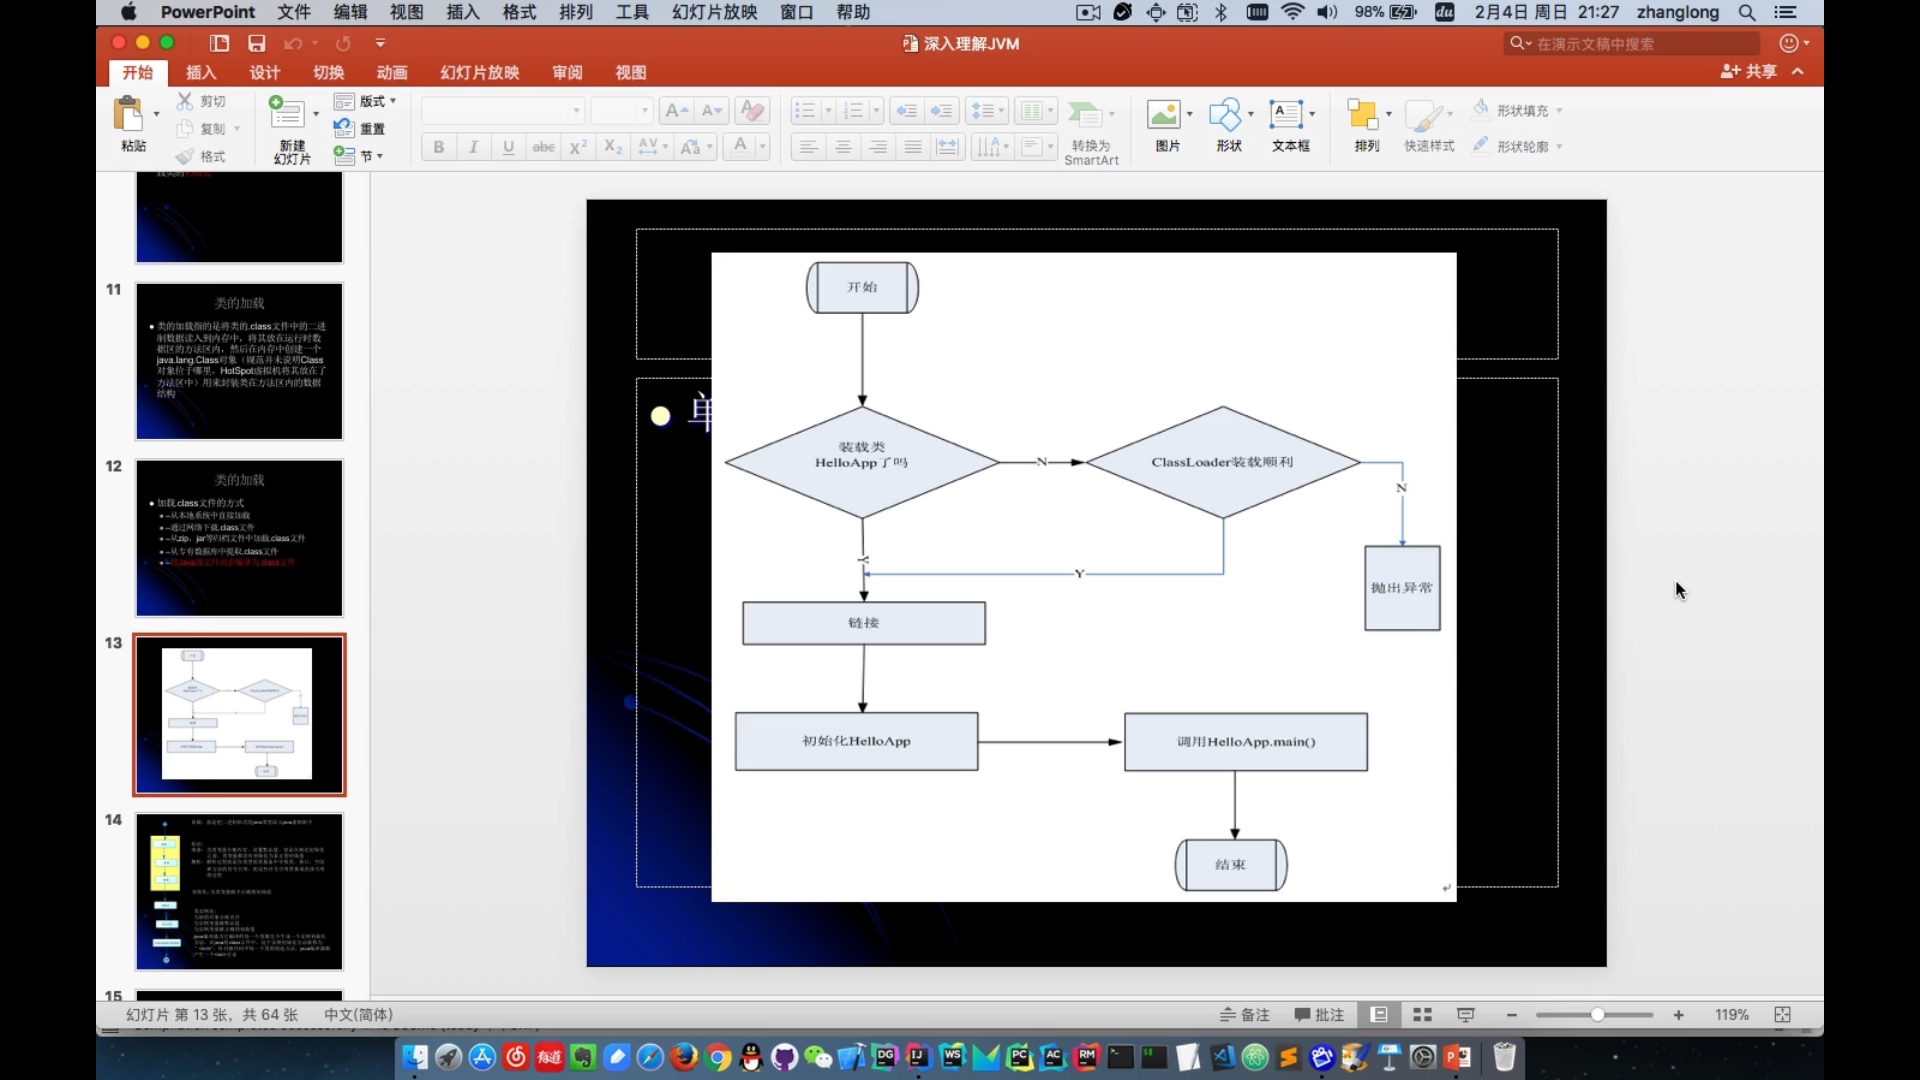 PowerPoint 文件 编辑 视图 插入 格式 排列 工具 幻灯片放映 窗口 帮助
98% 2月4日 周日 21:27 zhanglong
深入理解JVM
在演示文稿中搜索
开始 插入 设计 切换 动画 幻灯片放映 审阅 视图
共享
粘贴
剪切
复制
格式
新建
幻灯片
版式
重置
节
转换为
SmartArt
图片
形状
文本框
排列
快速样式
形状填充
形状轮廓
11
类的加载
类的加载指的是将类的.class文件中的二进
制数据读入到内存中，将其放在运行时数
据区的方法区内，然后在内存中创建一个
java.lang.Class对象（规范并未说明Class
对象位于哪里，HotSpot虚拟机将其放在了
方法区中）用来封装类在方法区内的数据
结构
12
类的加载
加载.class文件的方式
–从本地系统中直接加载
–通过网络下载.class文件
–从zip，jar等归档文件中加载.class文件
–从专有数据库中提取.class文件
–将Java源文件动态编译为.class文件
13
14
15
开始
装载类
HelloApp了吗
N
ClassLoader装载顺利
N
Y
Y
抛出异常
链接
初始化HelloApp
调用HelloApp.main()
结束
幻灯片 第 13 张，共 64 张 中文(简体)
备注 批注 119%